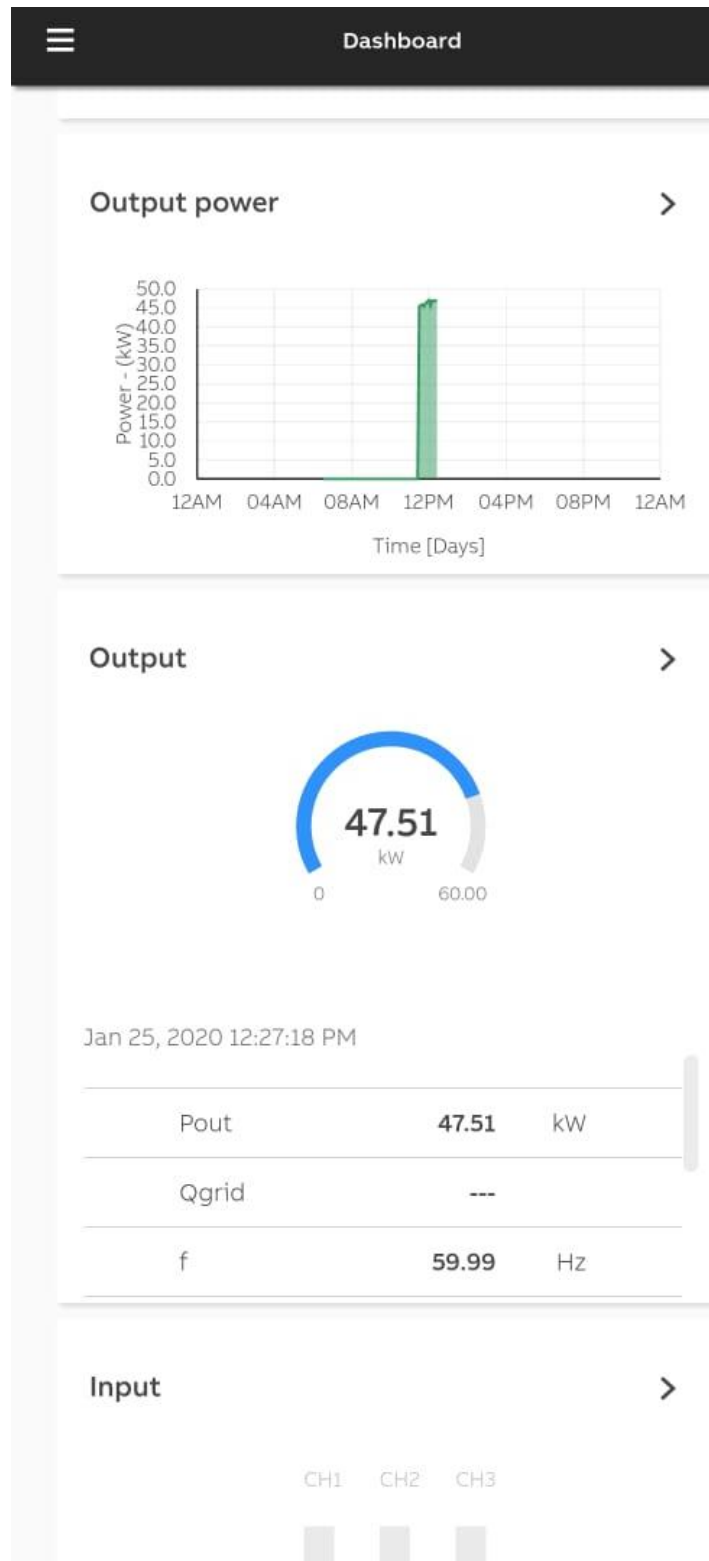 Dashboard
Output power
Power - (kW)
50.0
45.0
40.0
35.0
30.0
25.0
20.0
15.0
10.0
5.0
0.0
12AM 04AM 08AM 12PM 04PM 08PM 12AM
Time [Days]
Output
47.51
kW
0 60.00
Jan 25, 2020 12:27:18 PM
Pout 47.51 kW
Qgrid ---
f 59.99 Hz
Input
CH1 CH2 CH3